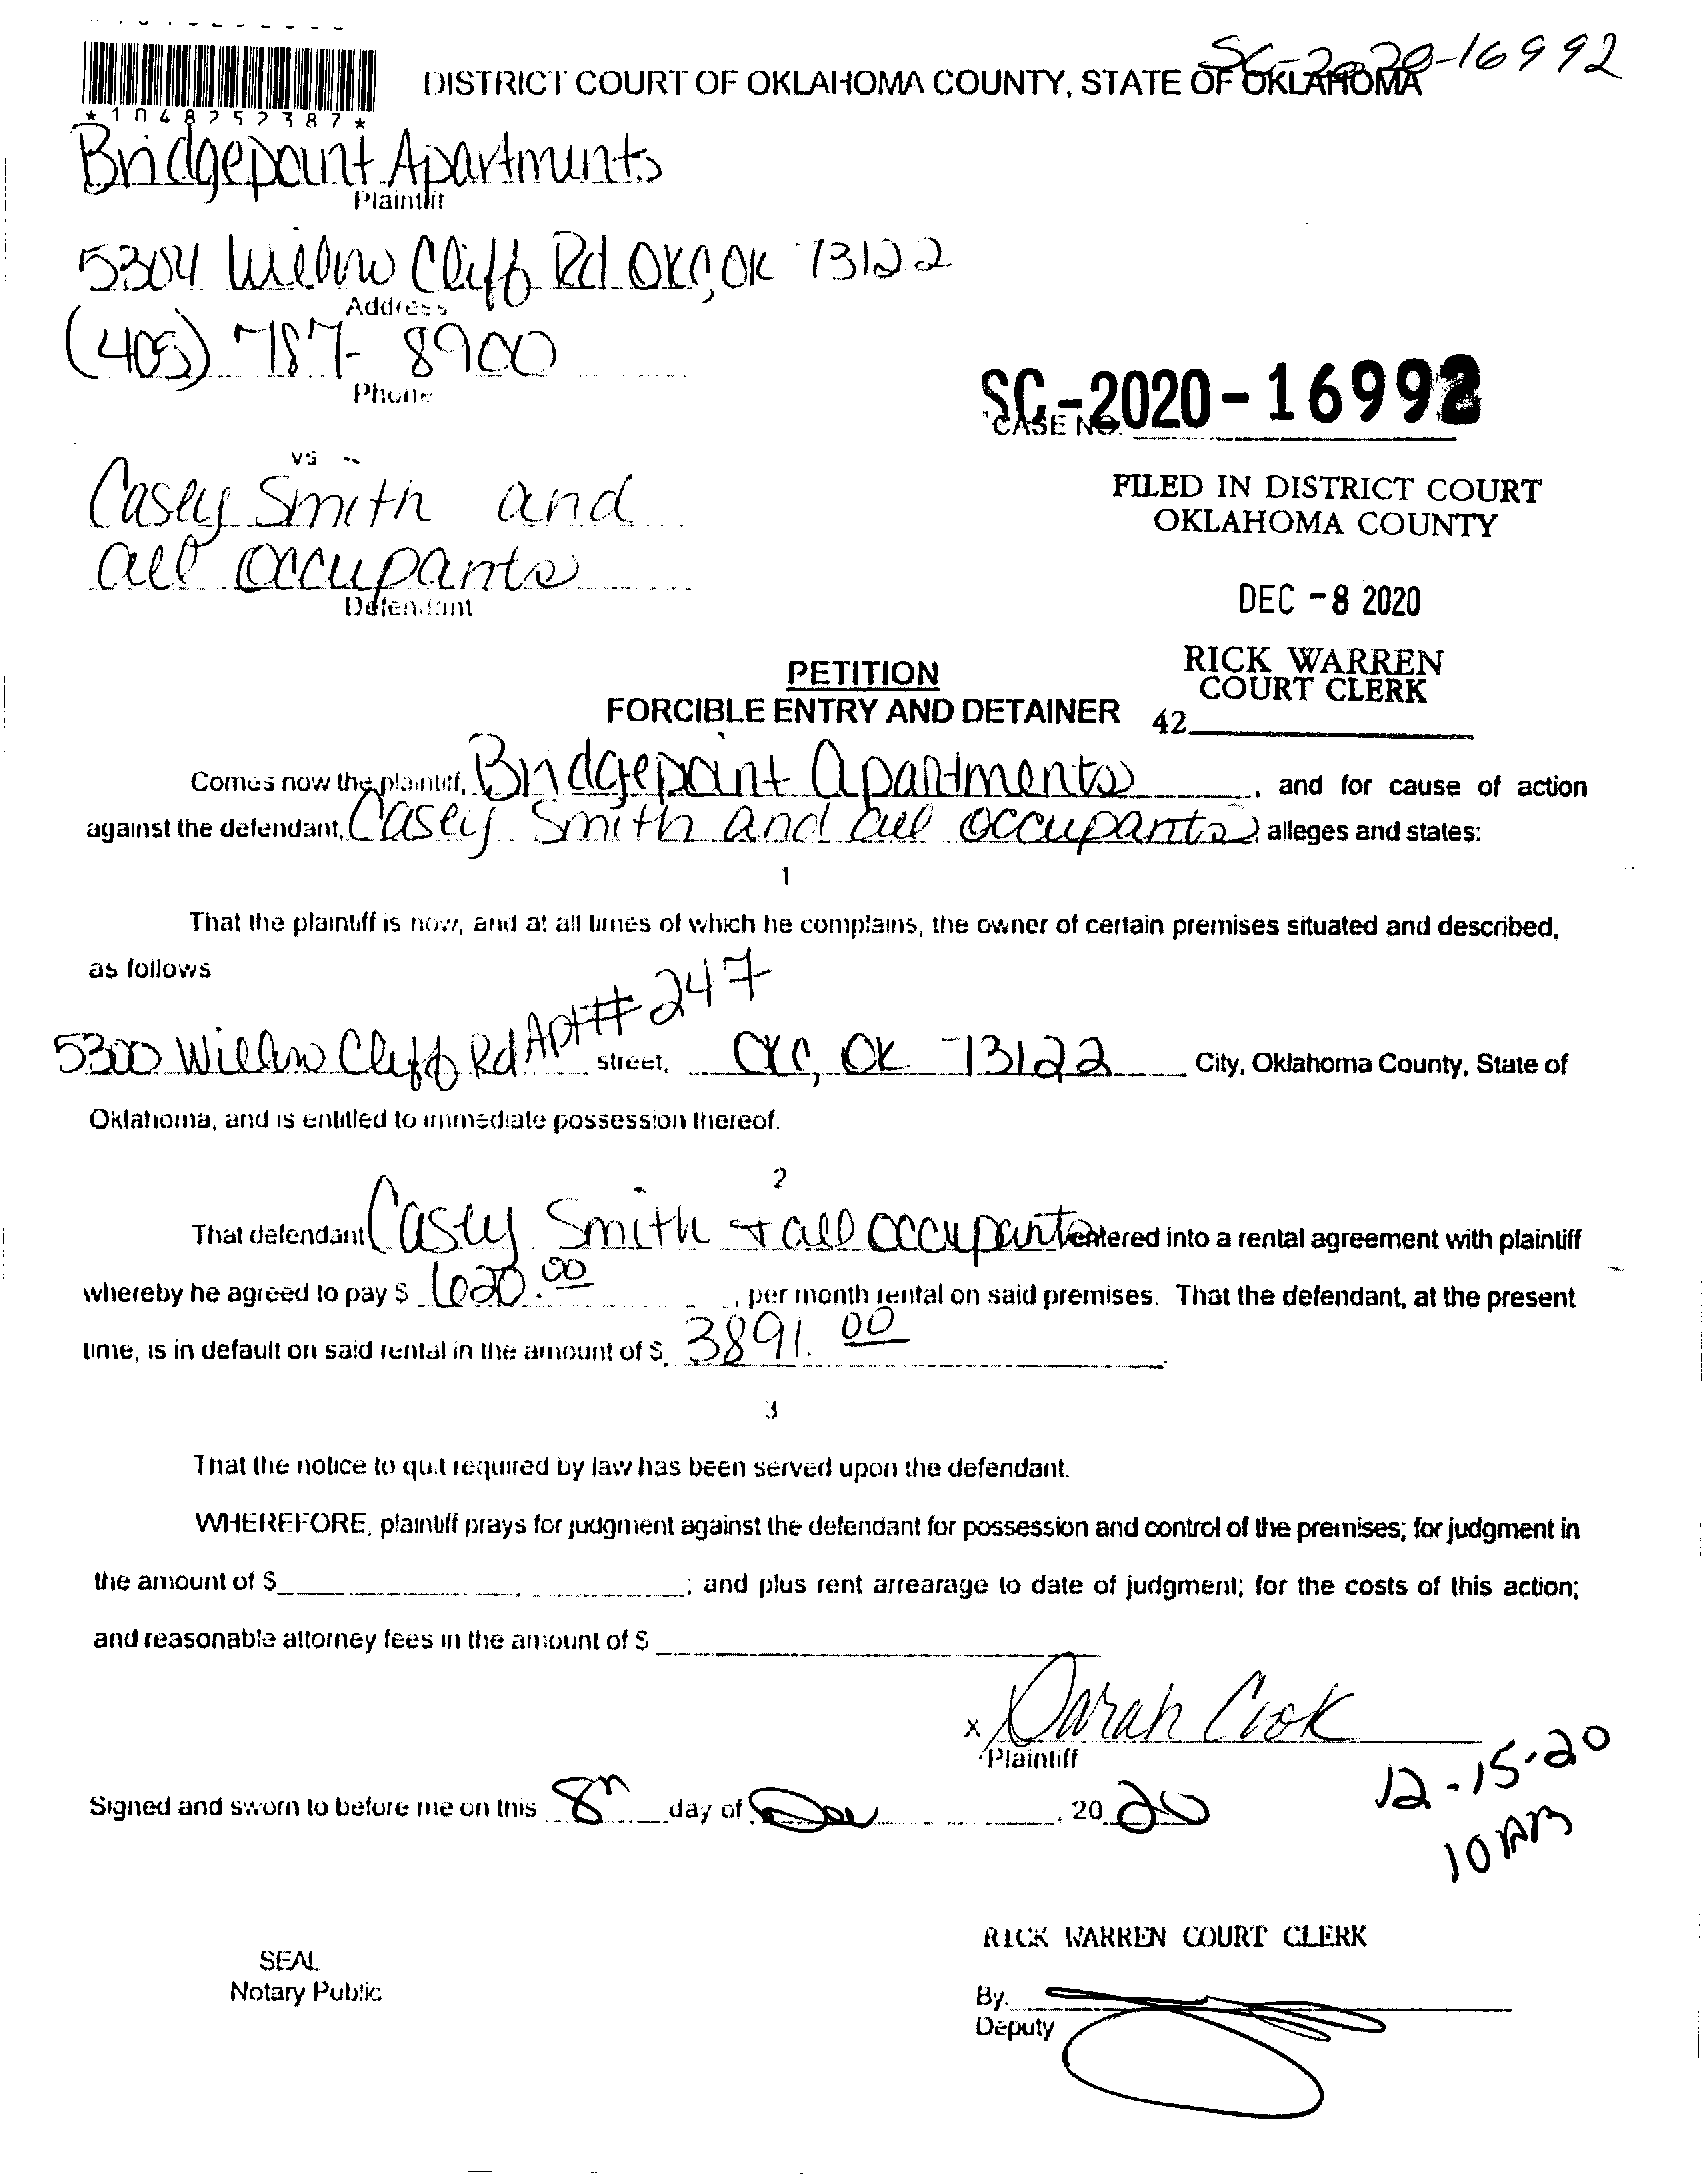 SC-2020-16992
DISTRICT COURT OF OKLAHOMA COUNTY, STATE OF OKLAHOMA
*1048252387*
Bridgepoint Apartments
Plaintiff
5304 Willow Cliff Rd OKC, OK 73122
Address
(405) 787-8900
Phone
SC-2020-16992
CASE NO.
vs
Casey Smith and
all occupants
Defendant
FILED IN DISTRICT COURT
OKLAHOMA COUNTY
DEC -8 2020
RICK WARREN
COURT CLERK
42
PETITION
FORCIBLE ENTRY AND DETAINER
Comes now the plaintiff, Bridgepoint Apartments, and for cause of action
against the defendant, Casey Smith and all occupants alleges and states:
1
That the plaintiff is now, and at all times of which he complains, the owner of certain premises situated and described,
as follows
5300 Willow Cliff Rd Apt # 247 street, OKC, OK 73122 City, Oklahoma County, State of
Oklahoma, and is entitled to immediate possession thereof.
2
That defendant Casey Smith + all occupants entered into a rental agreement with plaintiff
whereby he agreed to pay $ 620.00, per month rental on said premises. That the defendant, at the present
time, is in default on said rental in the amount of $ 3891.00.
3
That the notice to quit required by law has been served upon the defendant.
WHEREFORE, plaintiff prays for judgment against the defendant for possession and control of the premises; for judgment in
the amount of $ ; and plus rent arrearage to date of judgment; for the costs of this action;
and reasonable attorney fees in the amount of $
x Sarah Cook
Plaintiff
12-15-20
10 AM
Signed and sworn to before me on this 8th day of Dec, 2020
RICK WARREN COURT CLERK
SEAL
Notary Public
By.
Deputy